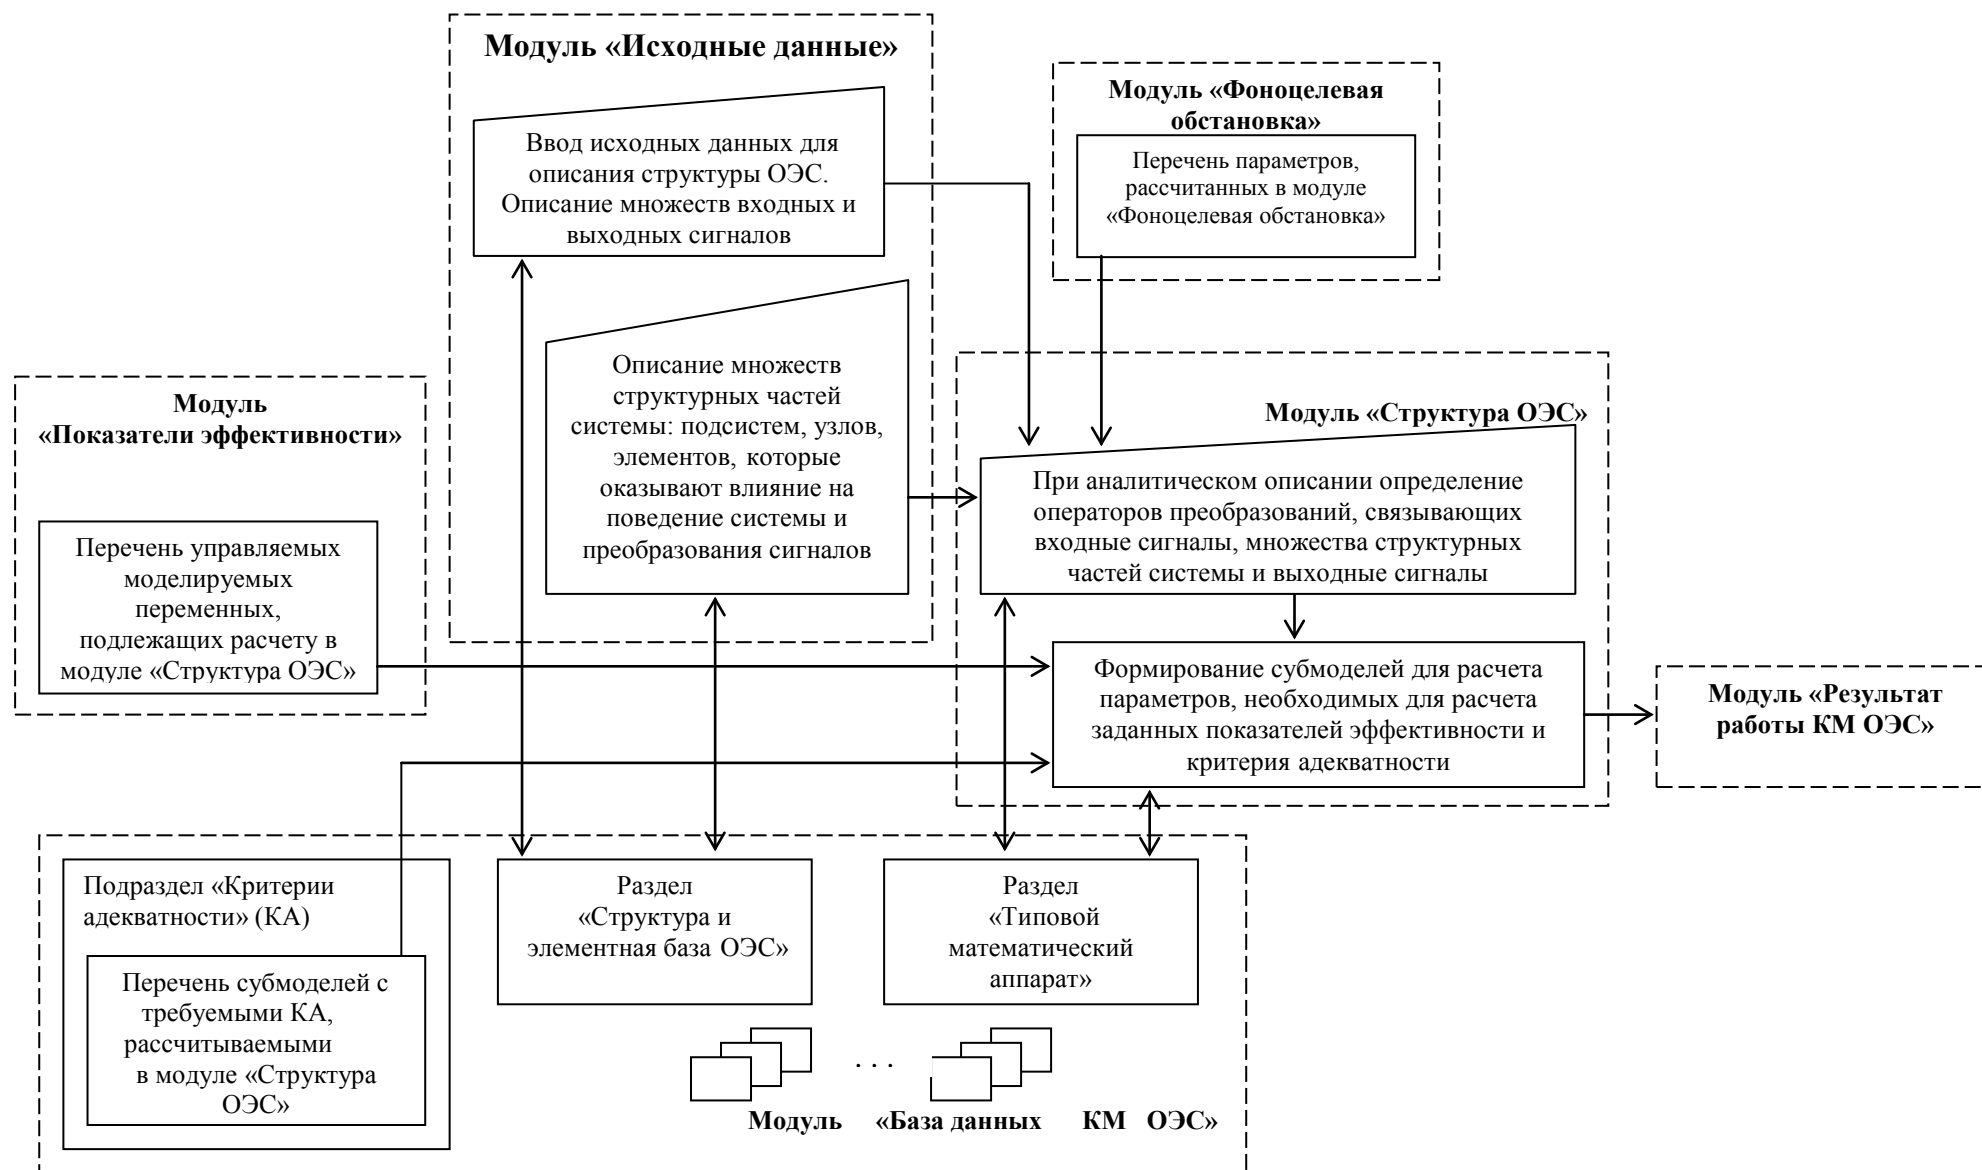 Модуль «Исходные данные»
Ввод исходных данных для
описания структуры ОЭС.
Описание множеств входных и
выходных сигналов
Описание множеств
структурных частей
системы: подсистем, узлов,
элементов, которые
оказывают влияние на
поведение системы и
преобразования сигналов
Модуль «Фоноцелевая
обстановка»
Перечень параметров,
рассчитанных в модуле
«Фоноцелевая обстановка»
Модуль
«Показатели эффективности»
Перечень управляемых
моделируемых
переменных,
подлежащих расчету в
модуле «Структура ОЭС»
Модуль «Структура ОЭС»
При аналитическом описании определение
операторов преобразований, связывающих
входные сигналы, множества структурных
частей системы и выходные сигналы
Формирование субмоделей для расчета
параметров, необходимых для расчета
заданных показателей эффективности и
критерия адекватности
Модуль «Результат
работы КМ ОЭС»
Подраздел «Критерии
адекватности» (КА)
Перечень субмоделей с
требуемыми КА,
рассчитываемыми
в модуле «Структура
ОЭС»
Раздел
«Структура и
элементная база ОЭС»
Раздел
«Типовой
математический
аппарат»
. . .
Модуль «База данных КМ ОЭС»